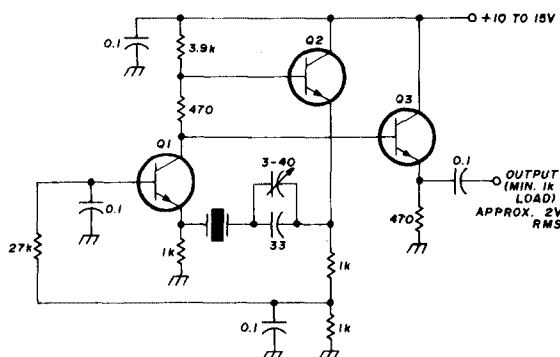 +10 TO 15V
0.1
3.9k
Q2
470
Q3
Q1
3-40
0.1
OUTPUT
(MIN. 1k
LOAD)
APPROX. 2V
RMS
0.1
33
470
27k
1k
1k
0.1
1k